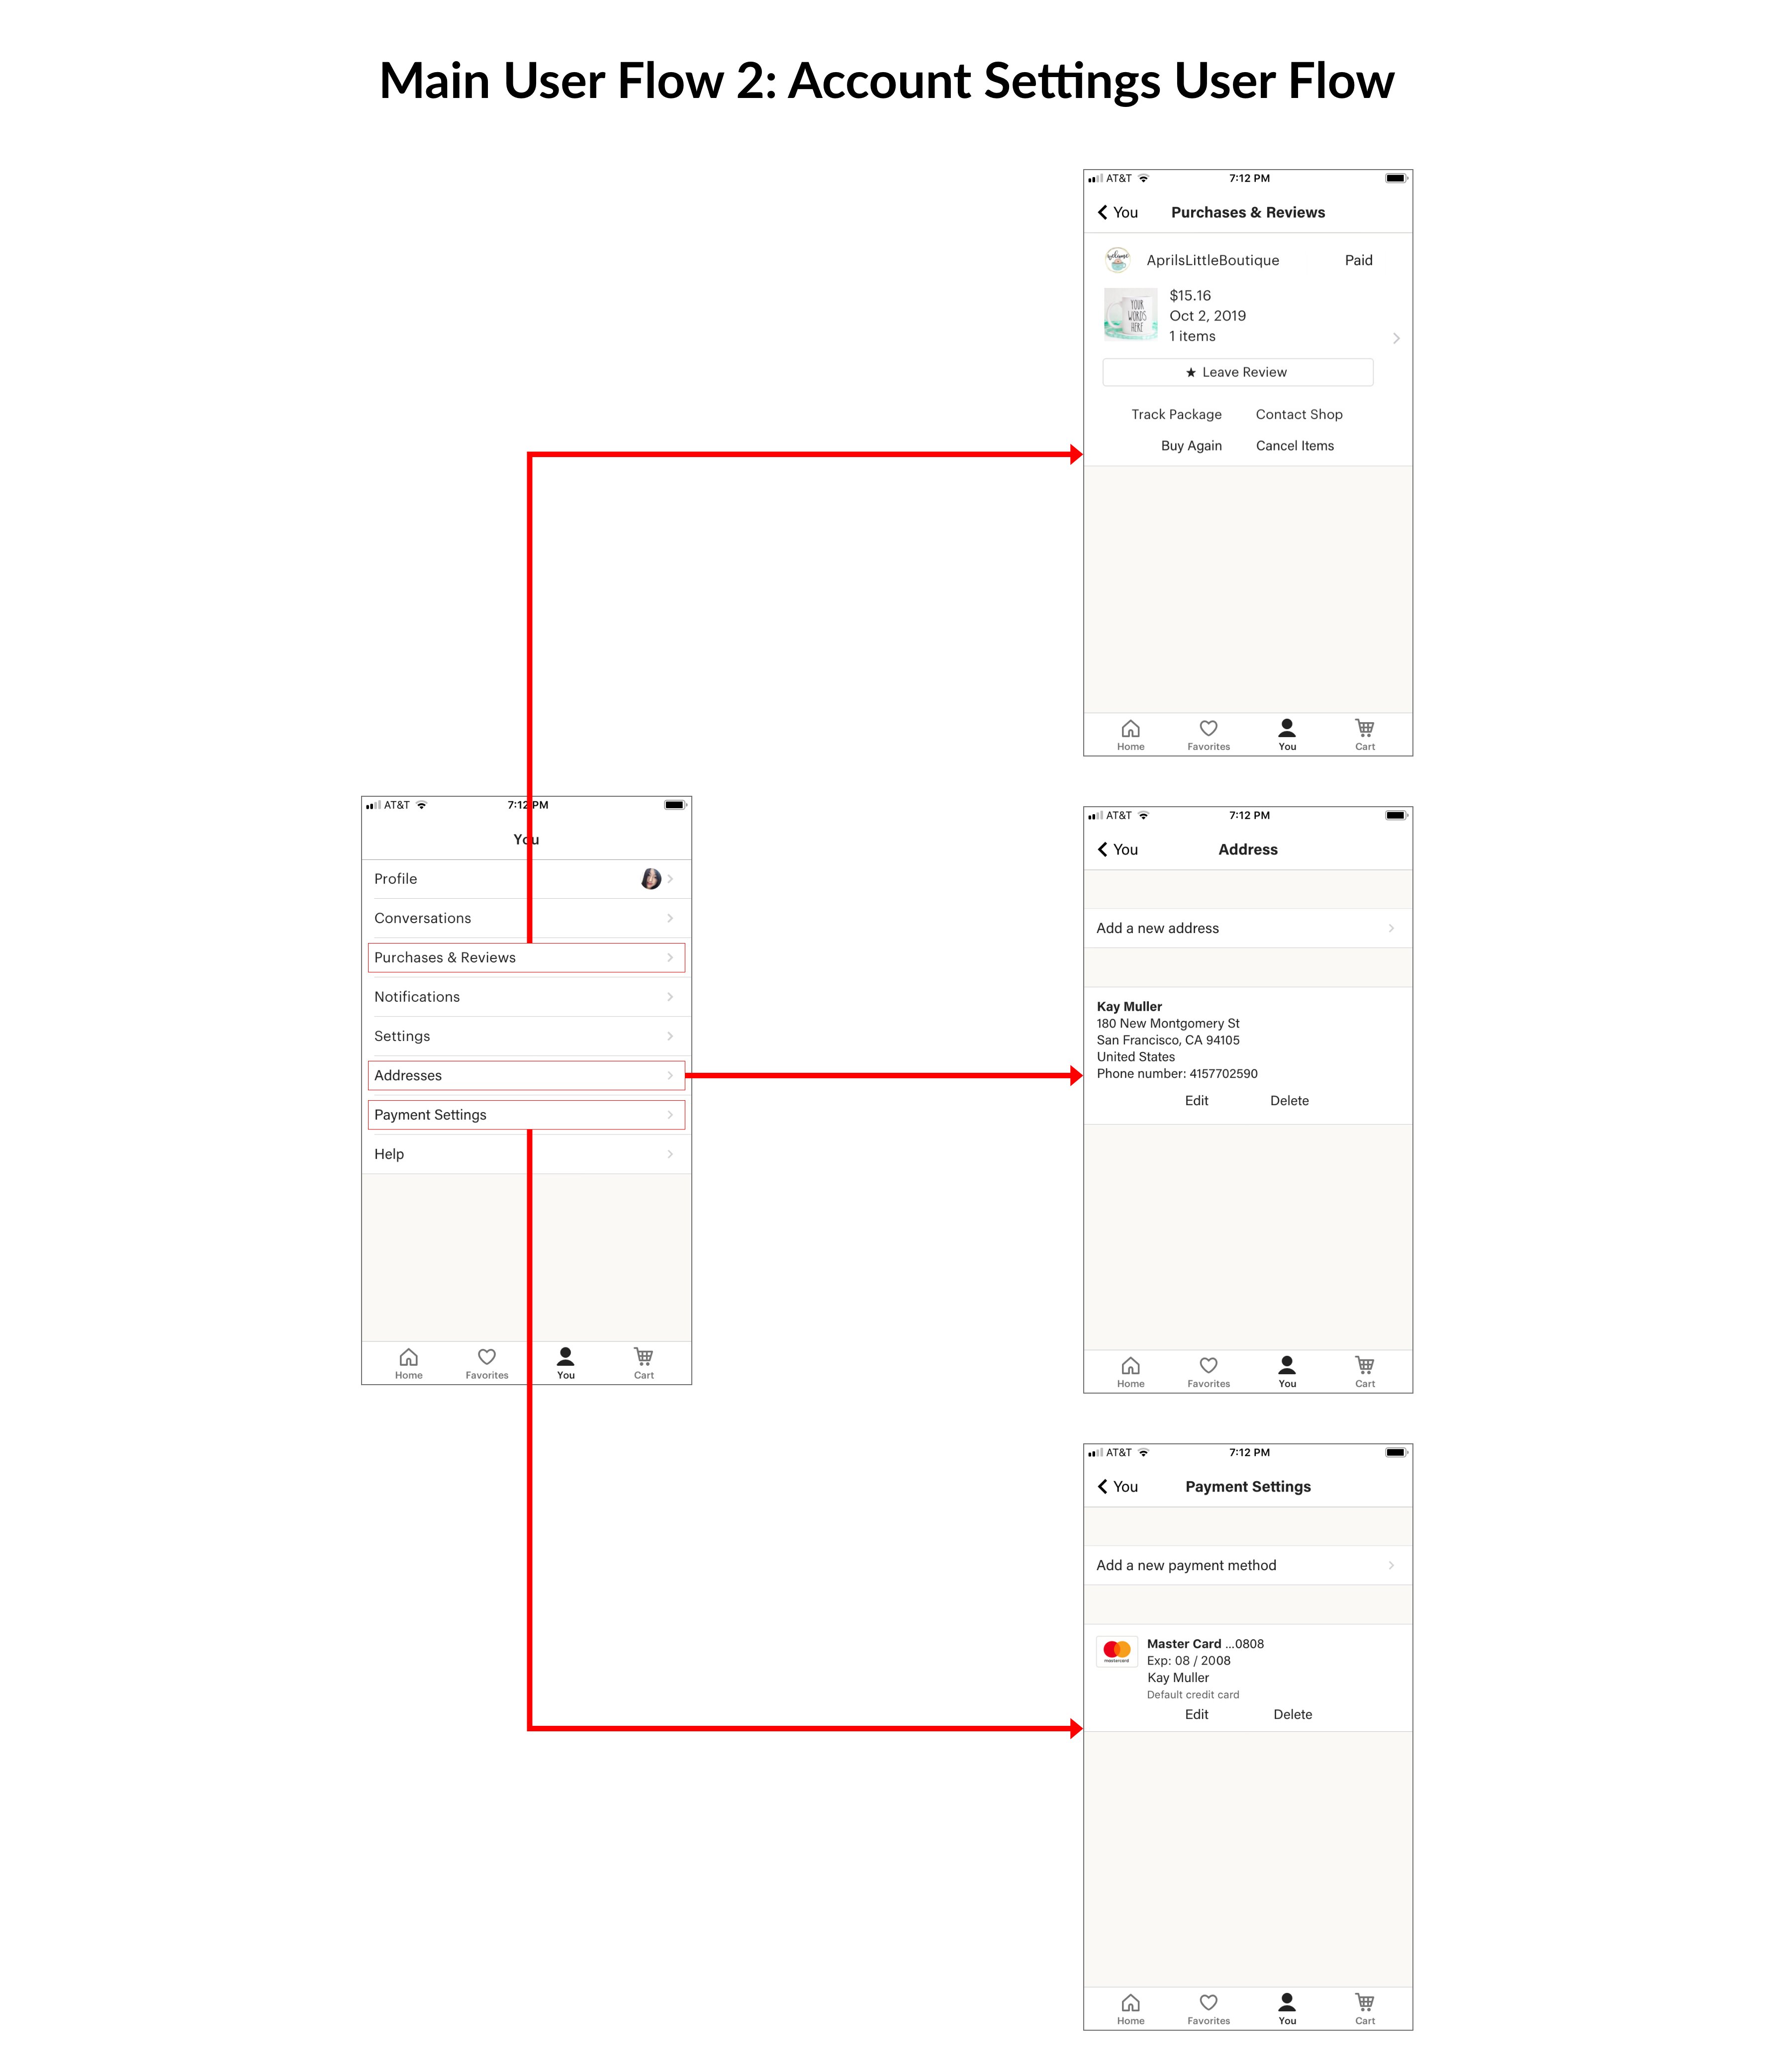 Main User Flow 2: Account Settings User Flow
AT&T 7:12 PM
You Purchases & Reviews
welcome
AprilsLittleBoutique Paid
YOUR
WORDS
HERE
$15.16
Oct 2, 2019
1 items
★ Leave Review
Track Package Contact Shop
Buy Again Cancel Items
Home Favorites You Cart
AT&T 7:12 PM
You
Profile
Conversations
Purchases & Reviews
Notifications
Settings
Addresses
Payment Settings
Help
Home Favorites You Cart
AT&T 7:12 PM
You Address
Add a new address
Kay Muller
180 New Montgomery St
San Francisco, CA 94105
United States
Phone number: 4157702590
Edit Delete
Home Favorites You Cart
AT&T 7:12 PM
You Payment Settings
Add a new payment method
mastercard
Master Card ...0808
Exp: 08 / 2008
Kay Muller
Default credit card
Edit Delete
Home Favorites You Cart